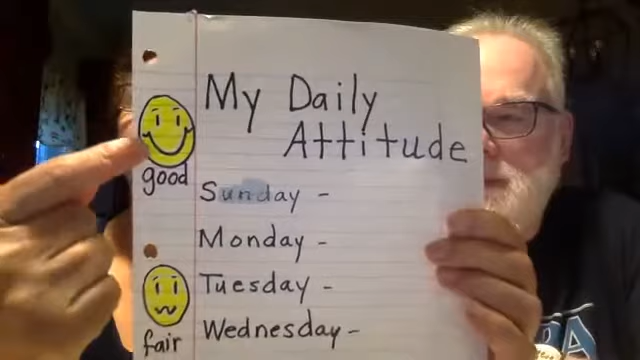 My Daily
Attitude
good
Sunday -
Monday -
Tuesday -
fair
Wednesday -